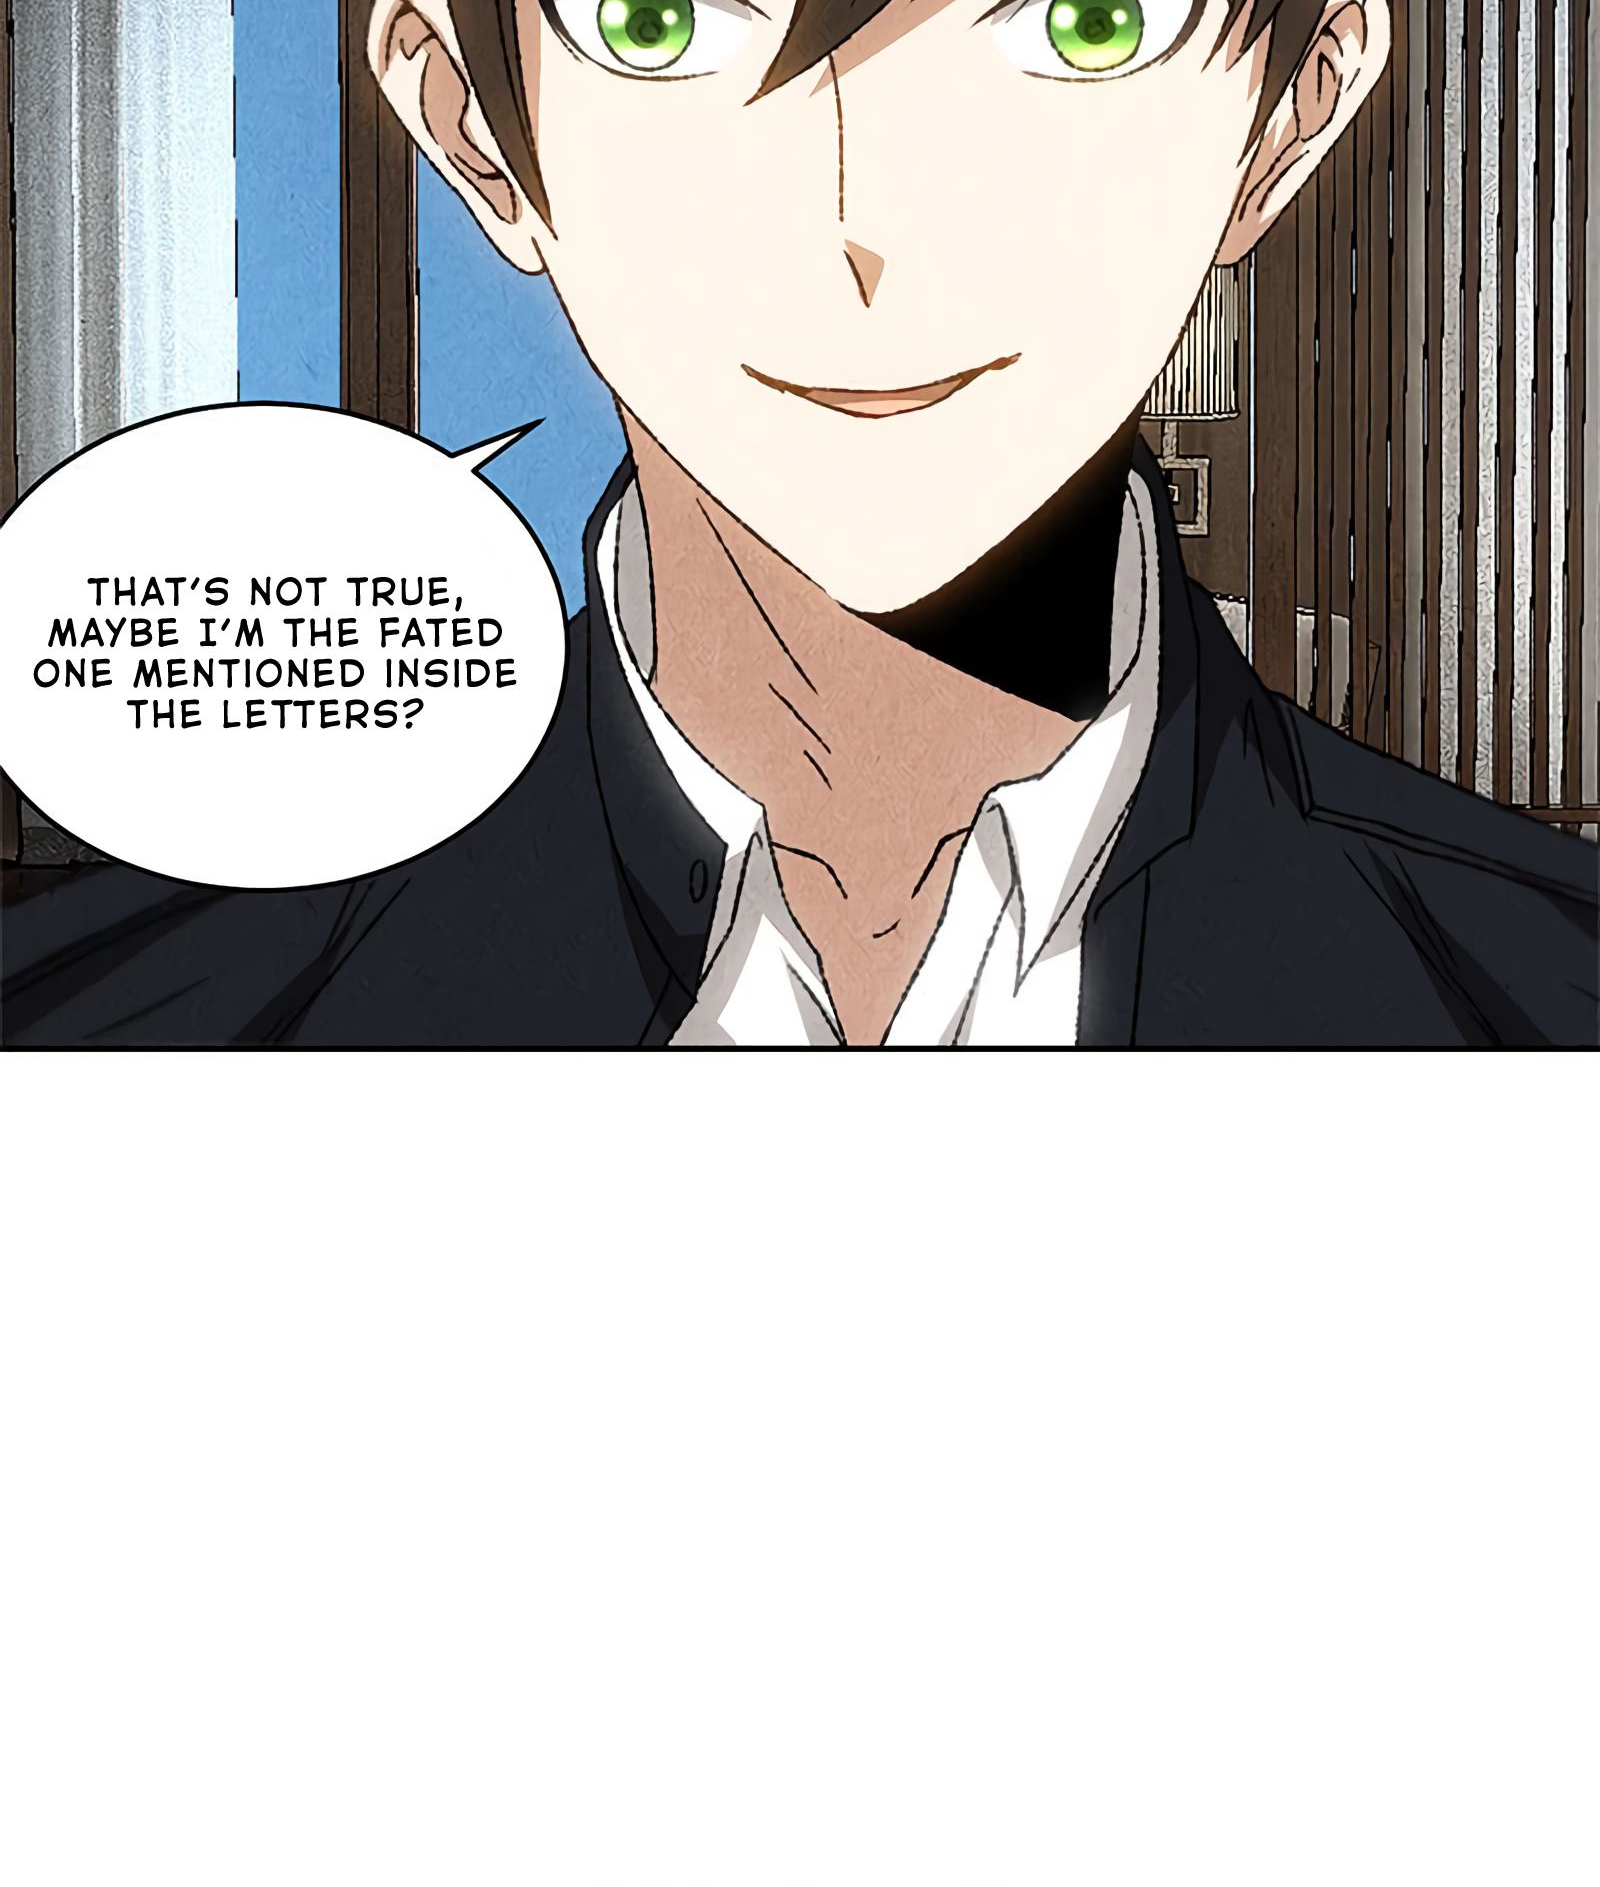 THAT'S NOT TRUE,
MAYBE I'M THE FATED
ONE MENTIONED INSIDE
THE LETTERS?